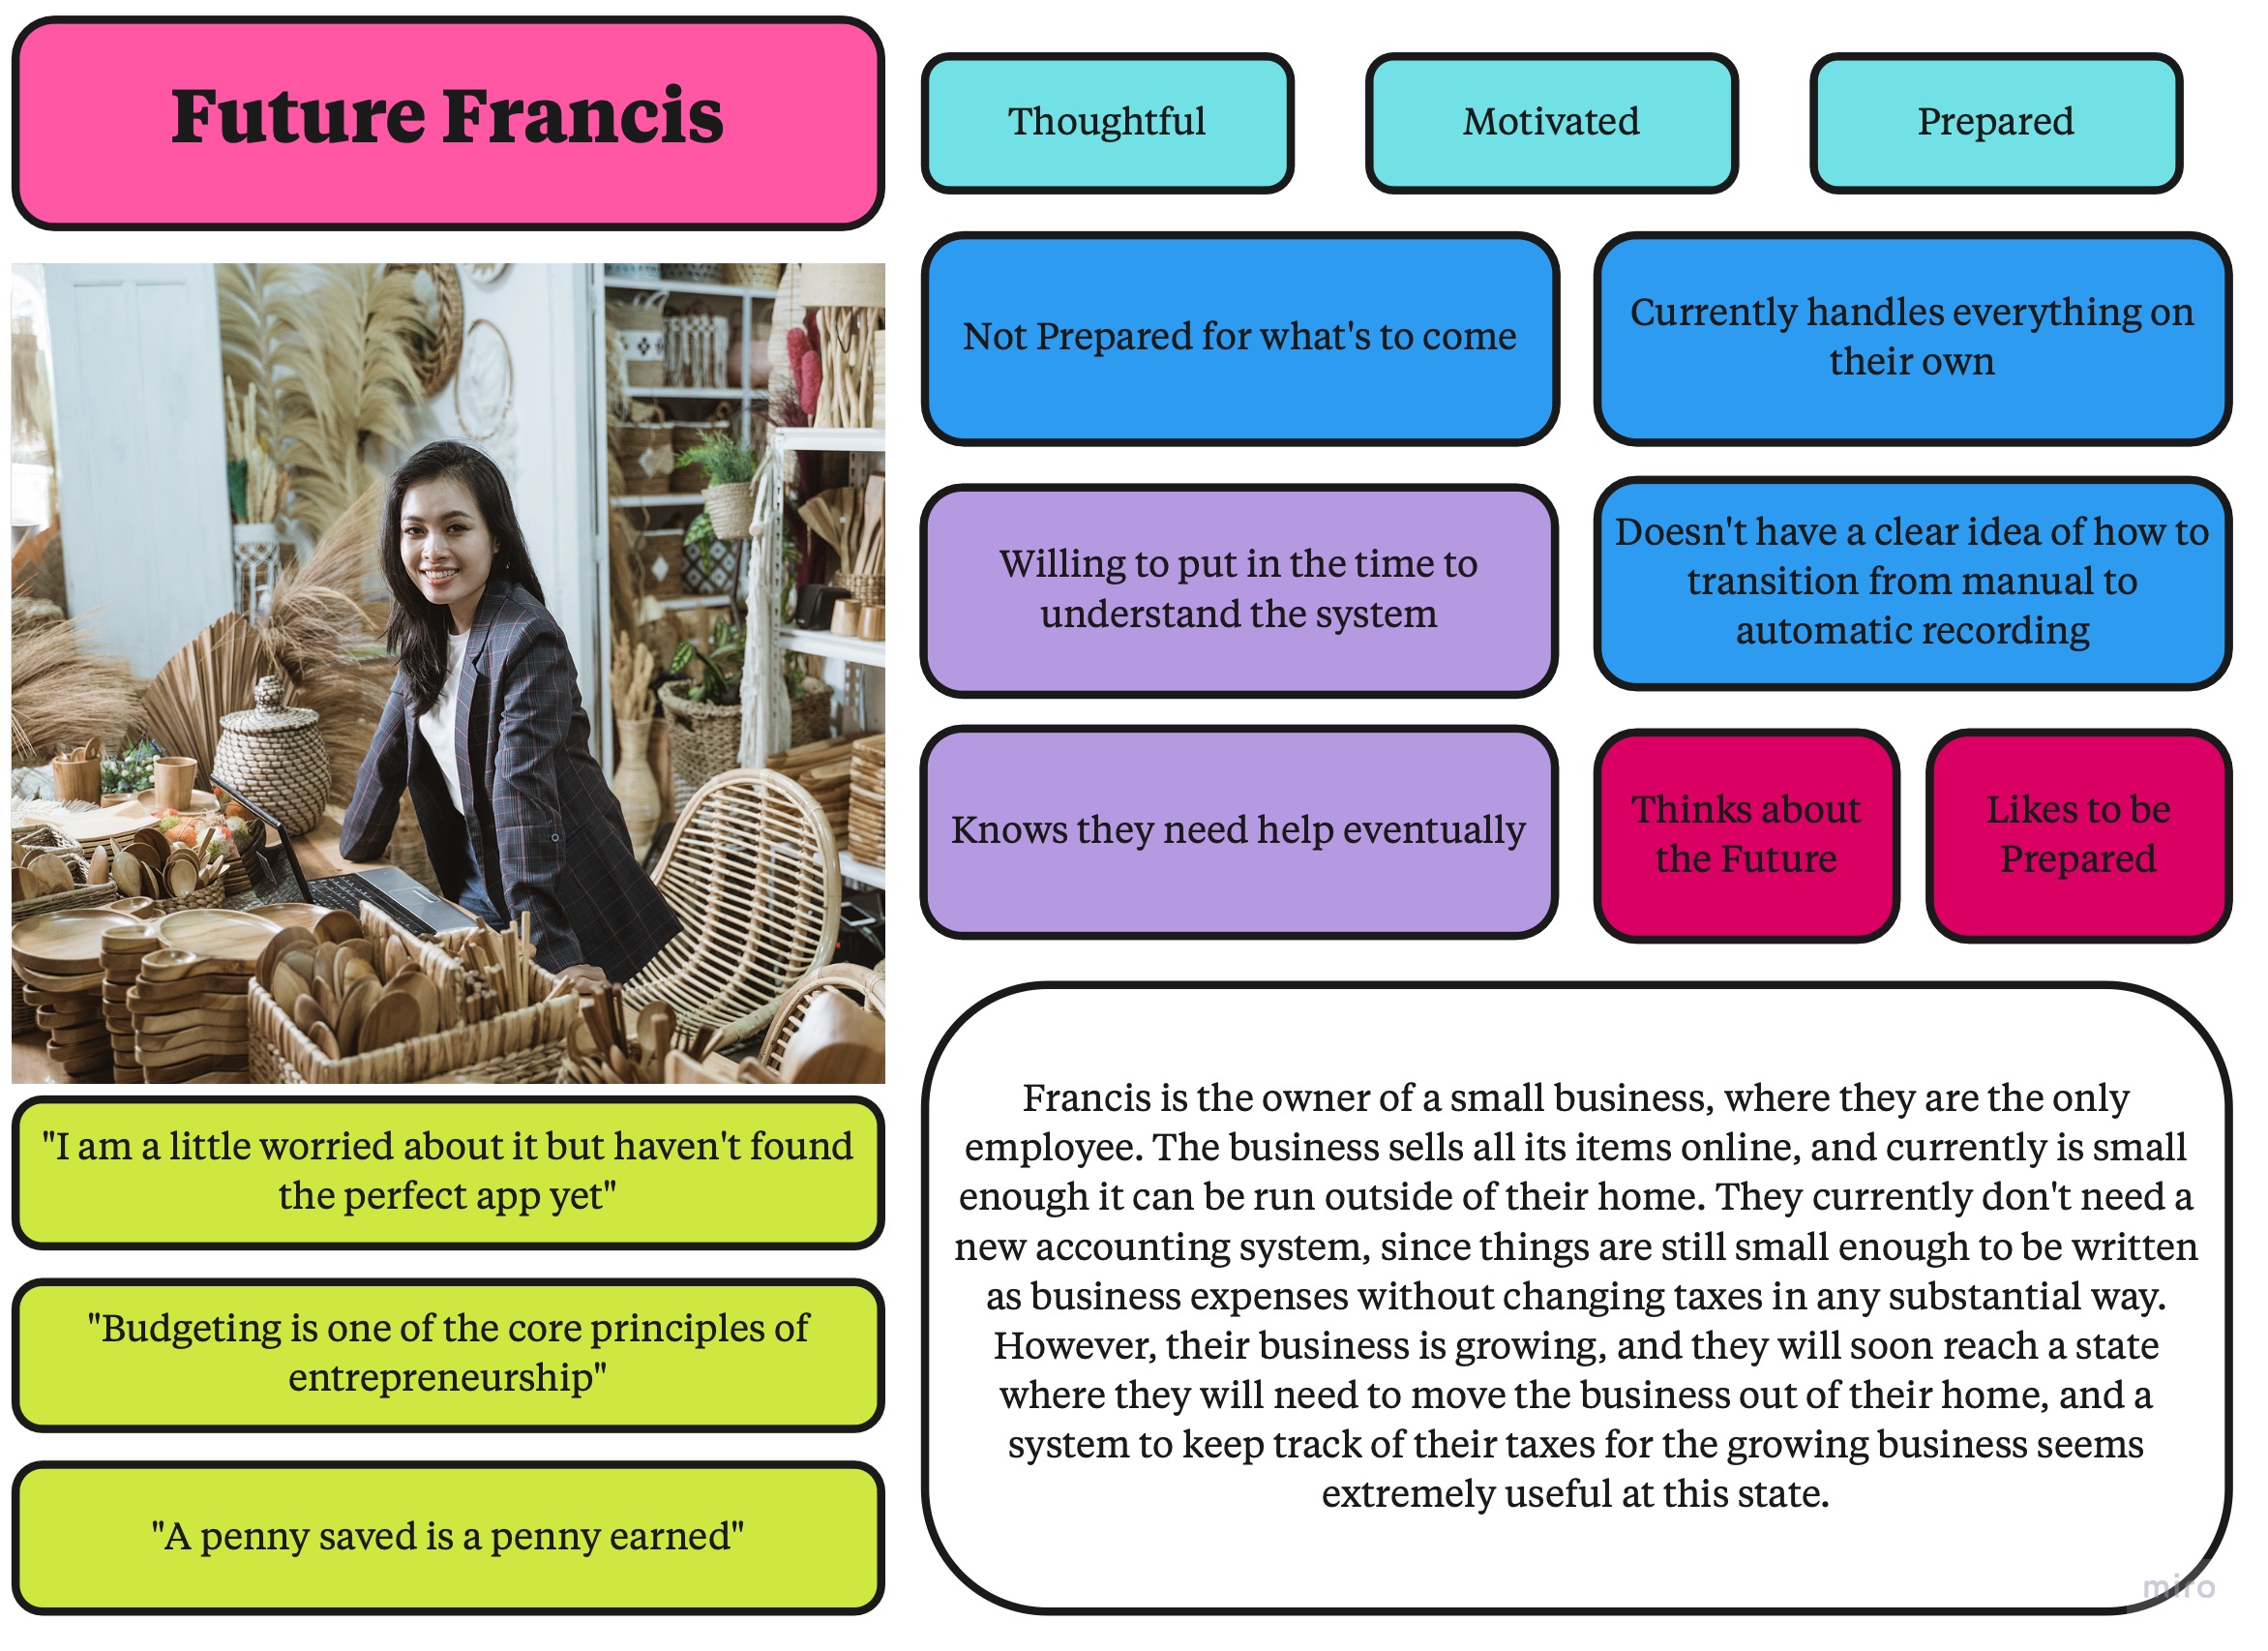 Future Francis
Thoughtful
Motivated
Prepared
Not Prepared for what's to come
Currently handles everything on
their own
Willing to put in the time to
understand the system
Doesn't have a clear idea of how to
transition from manual to
automatic recording
Knows they need help eventually
Thinks about
the Future
Likes to be
Prepared
"I am a little worried about it but haven't found
the perfect app yet"
"Budgeting is one of the core principles of
entrepreneurship"
"A penny saved is a penny earned"
Francis is the owner of a small business, where they are the only
employee. The business sells all its items online, and currently is small
enough it can be run outside of their home. They currently don't need a
new accounting system, since things are still small enough to be written
as business expenses without changing taxes in any substantial way.
However, their business is growing, and they will soon reach a state
where they will need to move the business out of their home, and a
system to keep track of their taxes for the growing business seems
extremely useful at this state.
miro